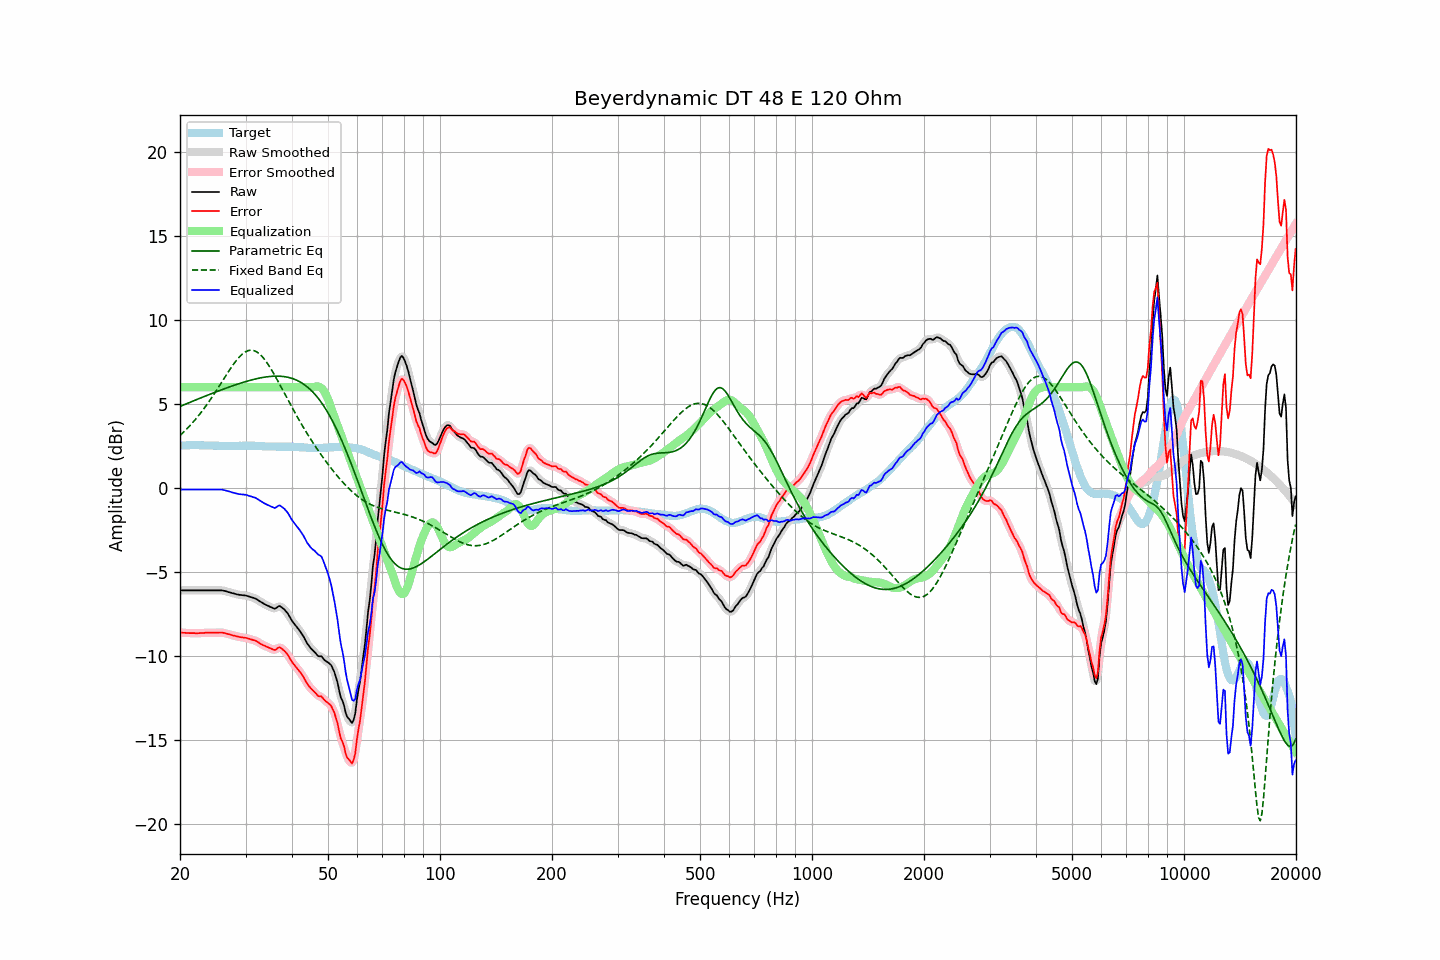 Beyerdynamic DT 48 E 120 Ohm
Target
Raw Smoothed
Error Smoothed
Raw
Error
Equalization
Parametric Eq
Fixed Band Eq
Equalized
Amplitude (dBr)
20
15
10
5
0
−5
−10
−15
−20
20 50 100 200 500 1000 2000 5000 10000 20000
Frequency (Hz)